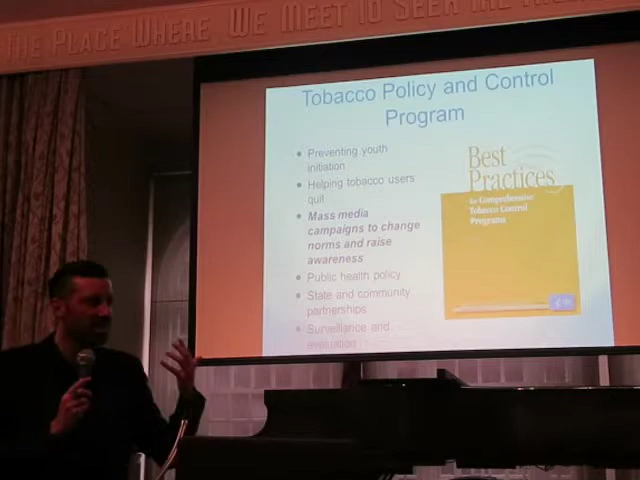 THE PLACE WHERE WE MEET TO SEEK THE
Tobacco Policy and Control
Program
• Preventing youth
initiation
• Helping tobacco users
quit
• Mass media
campaigns to change
norms and raise
awareness
• Public health policy
• State and community
partnerships
• Surveillance and
evaluation
Best
Practices
for Comprehensive
Tobacco Control
Programs